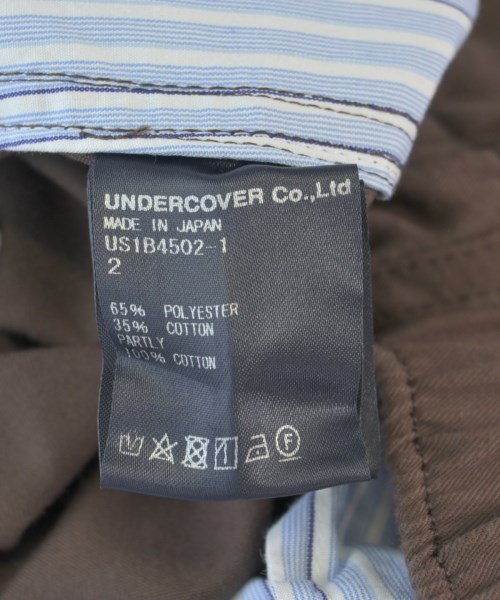 UNDERCOVER Co.,Ltd
MADE IN JAPAN
US1B4502-1
2
65% POLYESTER
35% COTTON
PARTLY
100% COTTON
F